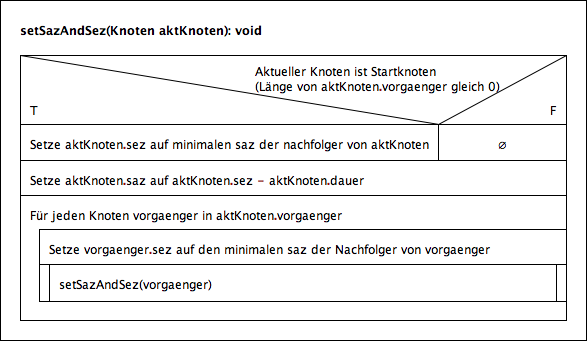 setSazAndSez(Knoten aktKnoten): void
Aktueller Knoten ist Startknoten
(Länge von aktKnoten.vorgaenger gleich 0)
T F
Setze aktKnoten.sez auf minimalen saz der nachfolger von aktKnoten ∅
Setze aktKnoten.saz auf aktKnoten.sez - aktKnoten.dauer
Für jeden Knoten vorgaenger in aktKnoten.vorgaenger
Setze vorgaenger.sez auf den minimalen saz der Nachfolger von vorgaenger
setSazAndSez(vorgaenger)